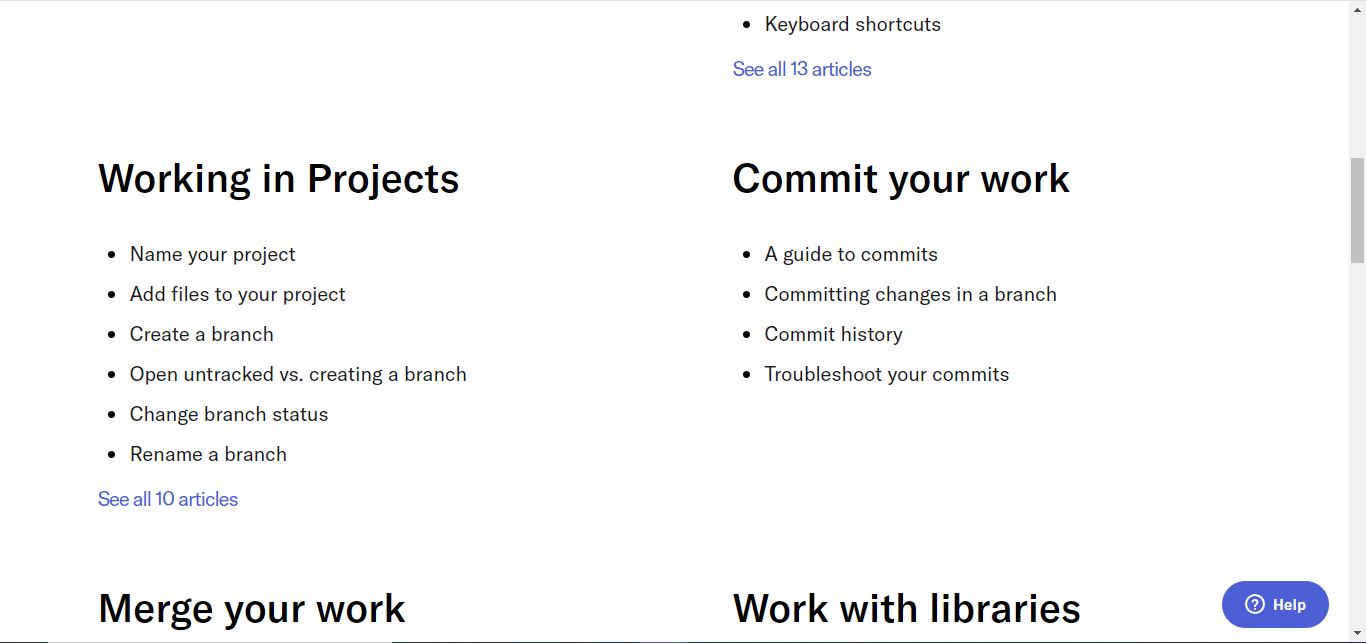 Keyboard shortcuts
See all 13 articles
Working in Projects
Name your project
Add files to your project
Create a branch
Open untracked vs. creating a branch
Change branch status
Rename a branch
See all 10 articles
Commit your work
A guide to commits
Committing changes in a branch
Commit history
Troubleshoot your commits
Merge your work
Work with libraries
? Help